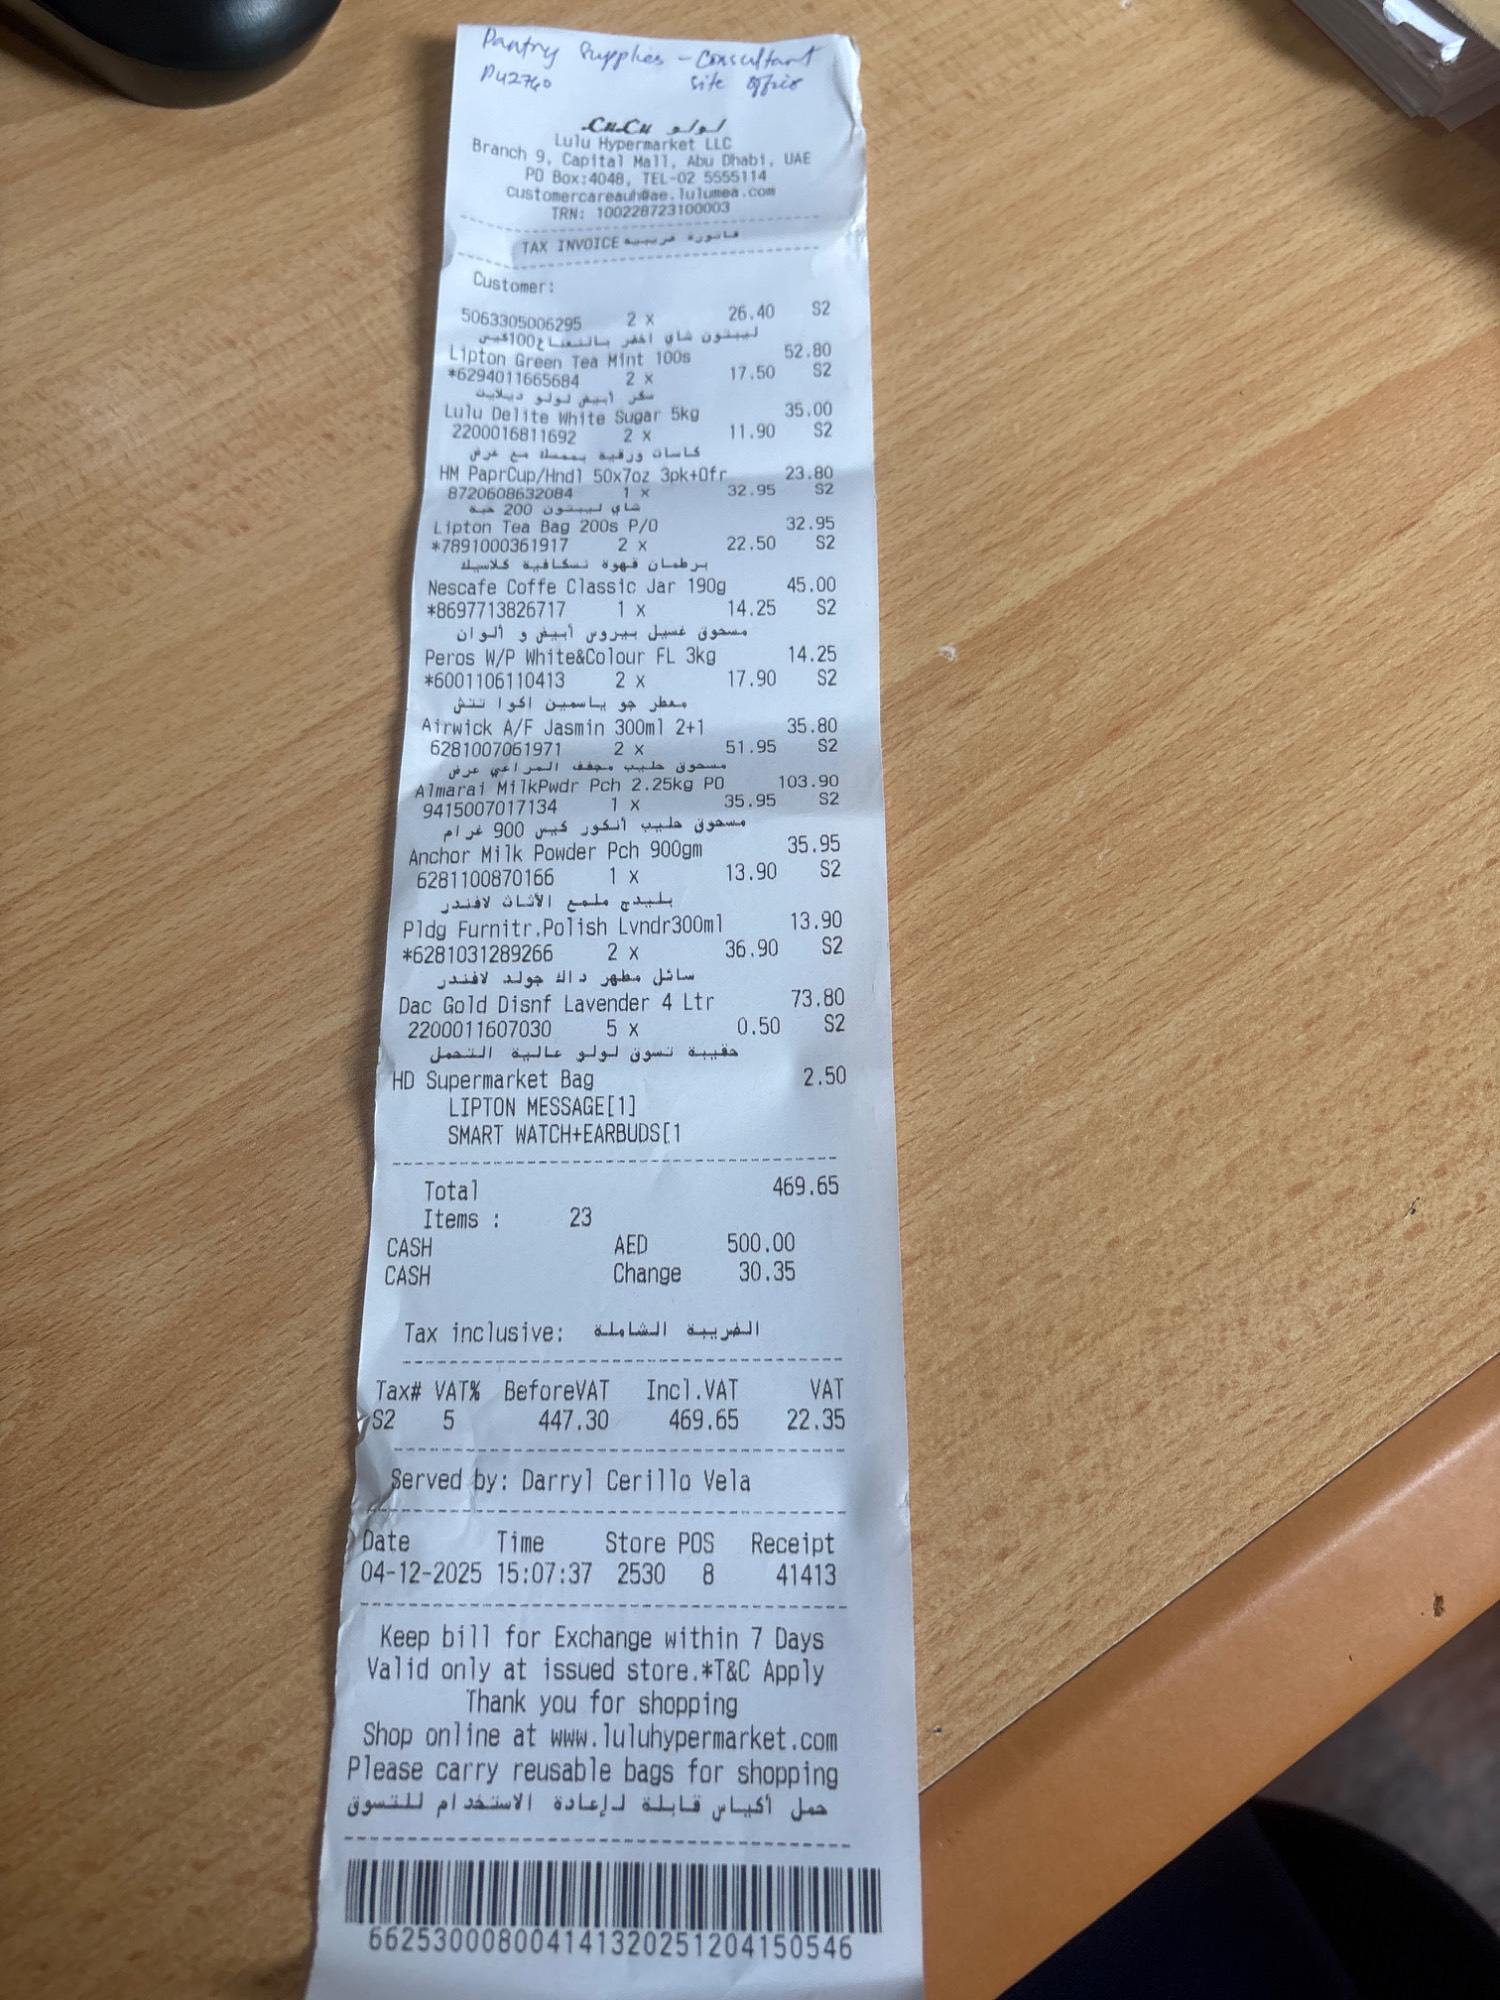 Pantry Supplies - Consultant
P42760 Site Office
LuLu لولو
Lulu Hypermarket LLC
Branch 9, Capital Mall, Abu Dhabi, UAE
PO Box:4048, TEL-02 5555114
customercareauh@ae.lulumea.com
TRN: 100228723100003
TAX INVOICE فاتورة ضريبية
Customer:
5063305006295 2 x 26.40 S2
ليبتون شاي اخضر بالنعناع100كيس
Lipton Green Tea Mint 100s 52.80
*6294011665684 2 x 17.50 S2
سكر أبيض لولو ديلايت
Lulu Delite White Sugar 5kg 35.00
2200016811692 2 x 11.90 S2
كاسات ورقية بممسك مع عرض
HM PaprCup/Hndl 50x7oz 3pk+Ofr 23.80
8720608632084 1 x 32.95 S2
شاي ليبتون 200 حبة
Lipton Tea Bag 200s P/O 32.95
*7891000361917 2 x 22.50 S2
برطمان قهوة نسكافية كلاسيك
Nescafe Coffe Classic Jar 190g 45.00
*8697713826717 1 x 14.25 S2
مسحوق غسيل بيروس أبيض و ألوان
Peros W/P White&Colour FL 3kg 14.25
*6001106110413 2 x 17.90 S2
معطر جو ياسمين اكوا تتش
Airwick A/F Jasmin 300ml 2+1 35.80
6281007061971 2 x 51.95 S2
مسحوق حليب مجفف المراعي عرض
Almarai MilkPwdr Pch 2.25kg PO 103.90
9415007017134 1 x 35.95 S2
مسحوق حليب أنكور كيس 900 غرام
Anchor Milk Powder Pch 900gm 35.95
6281100870166 1 x 13.90 S2
بليدج ملمع الأثاث لافندر
Pldg Furnitr.Polish Lvndr300ml 13.90
*6281031289266 2 x 36.90 S2
سائل مطهر داك جولد لافندر
Dac Gold Disnf Lavender 4 Ltr 73.80
2200011607030 5 x 0.50 S2
حقيبة تسوق لولو عالية التحمل
HD Supermarket Bag 2.50
LIPTON MESSAGE[1]
SMART WATCH+EARBUDS[1
Total 469.65
Items : 23
CASH AED 500.00
CASH Change 30.35
Tax inclusive: الضريبة الشاملة
Tax# VAT% BeforeVAT Incl.VAT VAT
S2 5 447.30 469.65 22.35
Served by: Darryl Cerillo Vela
Date Time Store POS Receipt
04-12-2025 15:07:37 2530 8 41413
Keep bill for Exchange within 7 Days
Valid only at issued store.*T&C Apply
Thank you for shopping
Shop online at www.luluhypermarket.com
Please carry reusable bags for shopping
حمل أكياس قابلة لإعادة الاستخدام للتسوق
662530008004141320251204150546